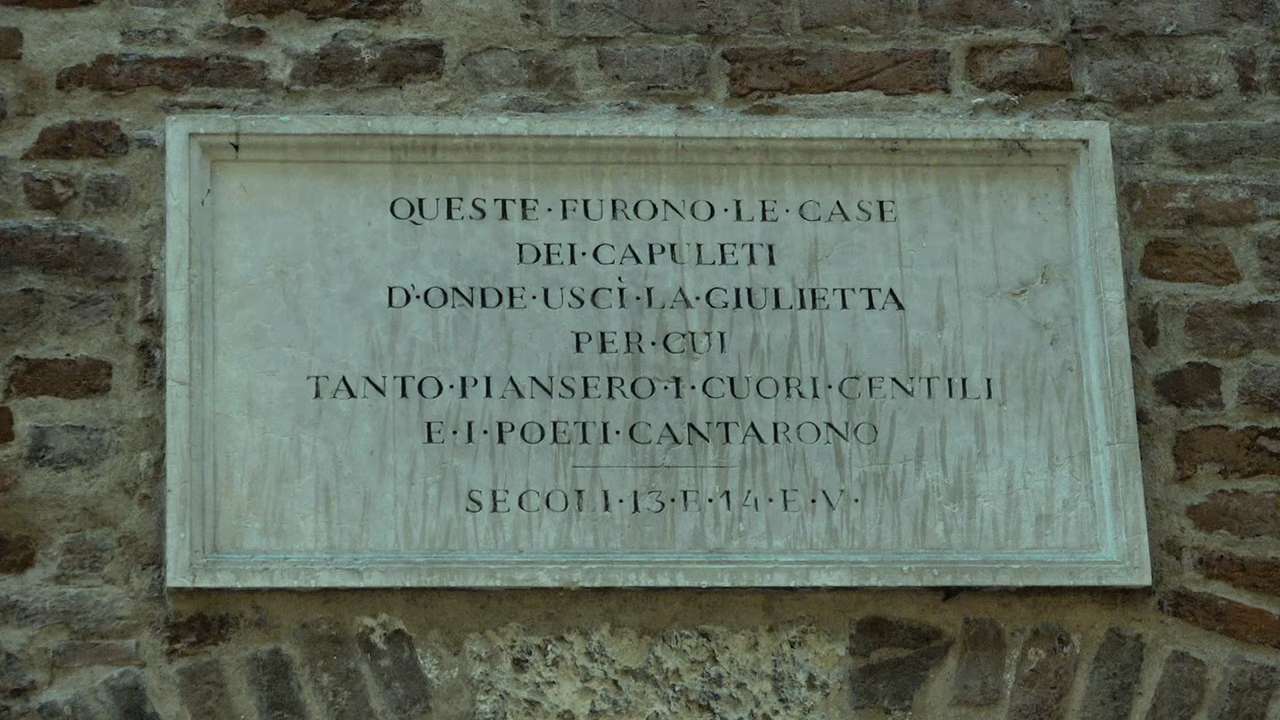 QUESTE·FURONO·LE·CASE
DEI·CAPULETI
D'·ONDE·USCÌ·LA·GIULIETTA
PER·CUI
TANTO·PIANSERO·I·CUORI·GENTILI
E·I·POETI·CANTARONO
SECOLI·13·E·14·E·V·